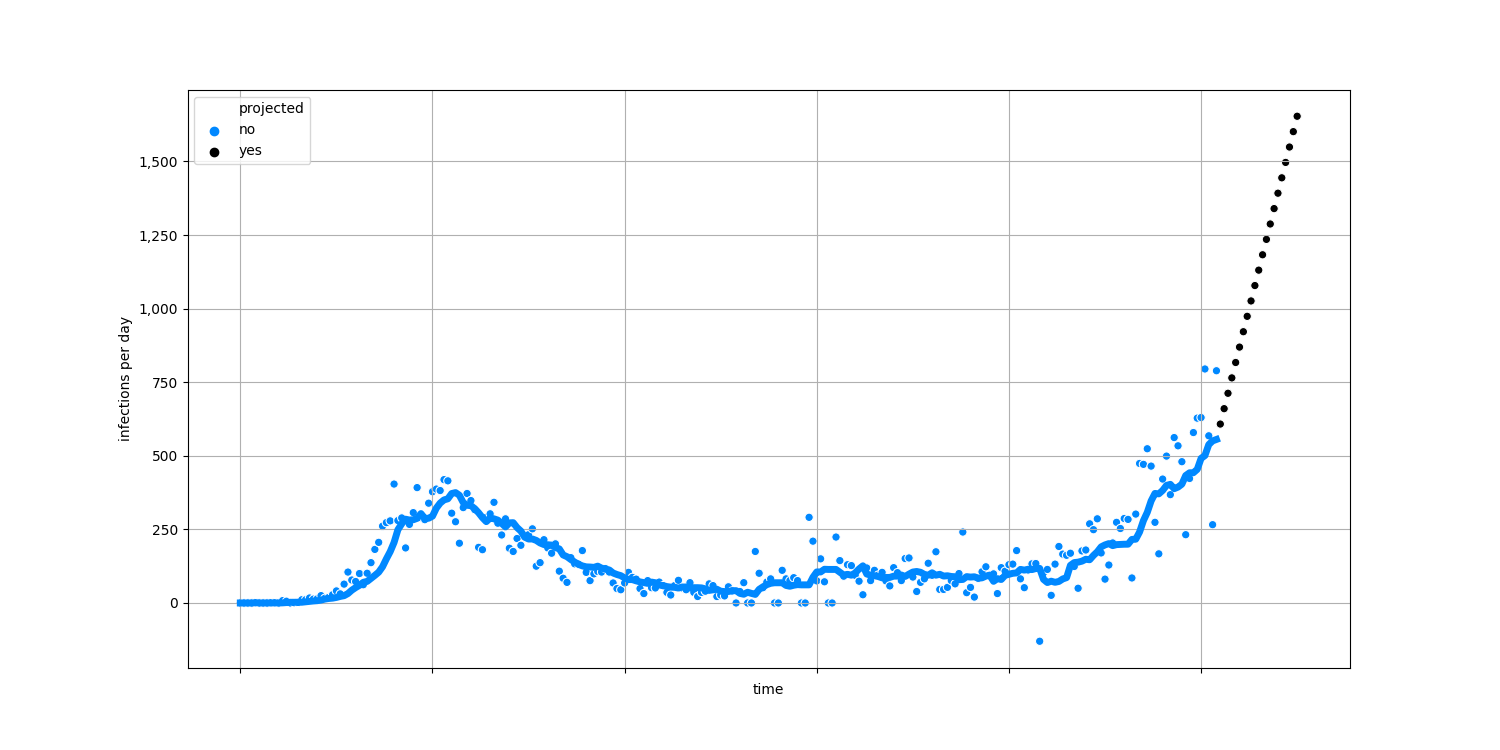 projected
no
yes
1,500
1,250
1,000
750
500
250
0
infections per day
time